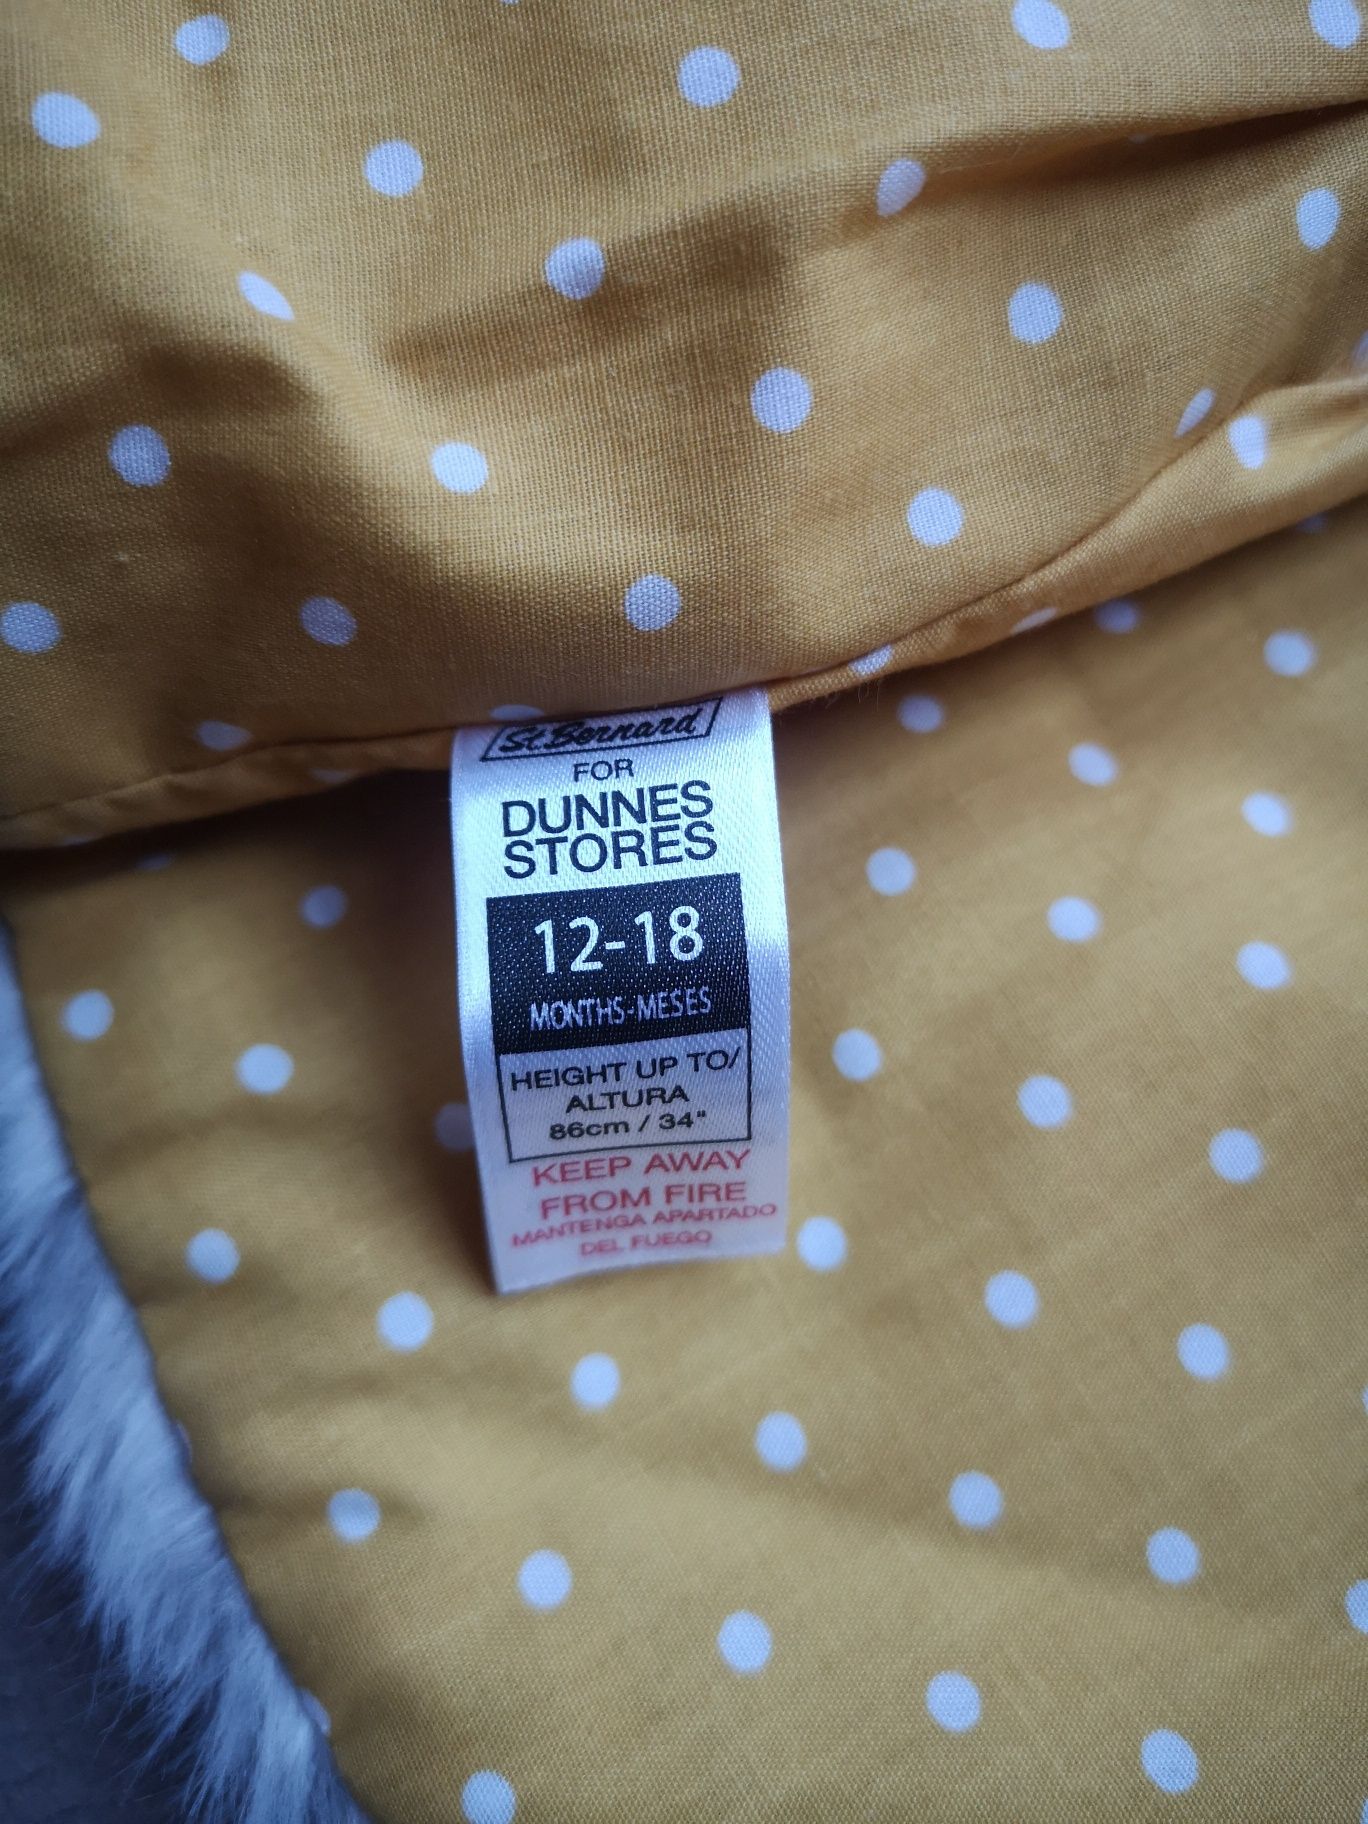 St.Bernard
FOR
DUNNES
STORES
12-18
MONTHS-MESES
HEIGHT UP TO/
ALTURA
86cm / 34"
KEEP AWAY
FROM FIRE
MANTENGA APARTADO
DEL FUEGO